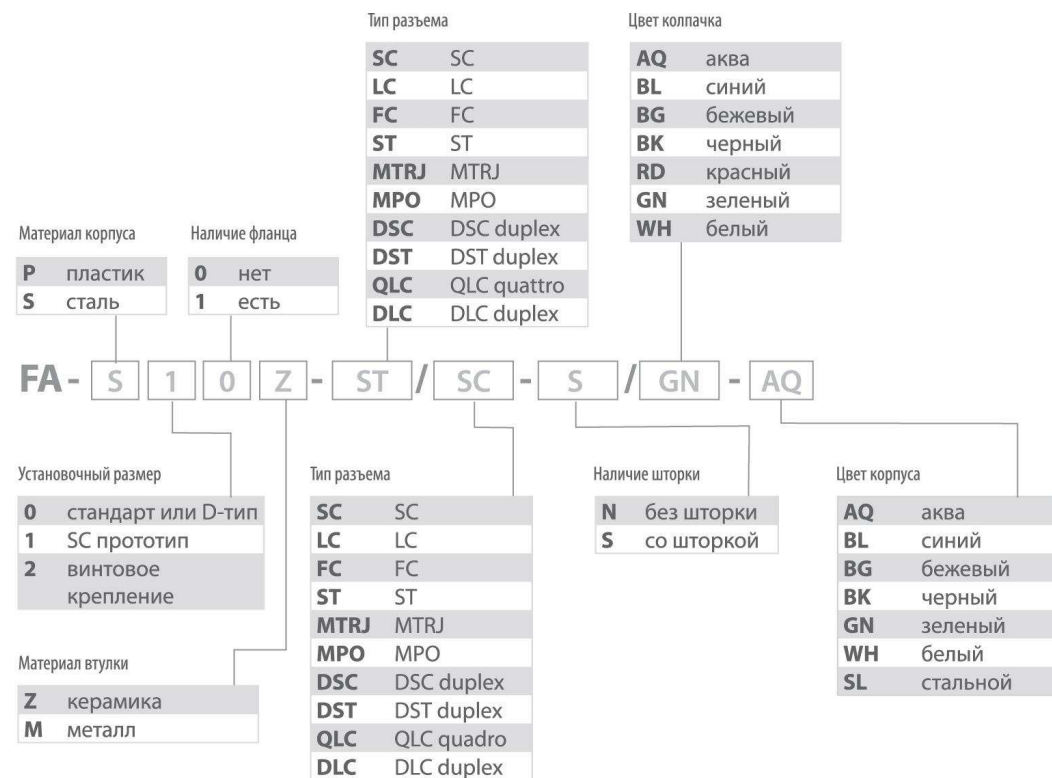 Тип разъема
SC SC
LC LC
FC FC
ST ST
MTRJ MTRJ
MPO MPO
DSC DSC duplex
DST DST duplex
QLC QLC quattro
DLC DLC duplex
Цвет колпачка
AQ аква
BL синий
BG бежевый
BK черный
RD красный
GN зеленый
WH белый
Материал корпуса
P пластик
S сталь
Наличие фланца
0 нет
1 есть
FA- S 1 0 Z - ST / SC - S / GN - AQ
Установочный размер
0 стандарт или D-тип
1 SC прототип
2 винтовое
крепление
Материал втулки
Z керамика
M металл
Тип разъема
SC SC
LC LC
FC FC
ST ST
MTRJ MTRJ
MPO MPO
DSC DSC duplex
DST DST duplex
QLC QLC quadro
DLC DLC duplex
Наличие шторки
N без шторки
S со шторкой
Цвет корпуса
AQ аква
BL синий
BG бежевый
BK черный
GN зеленый
WH белый
SL стальной